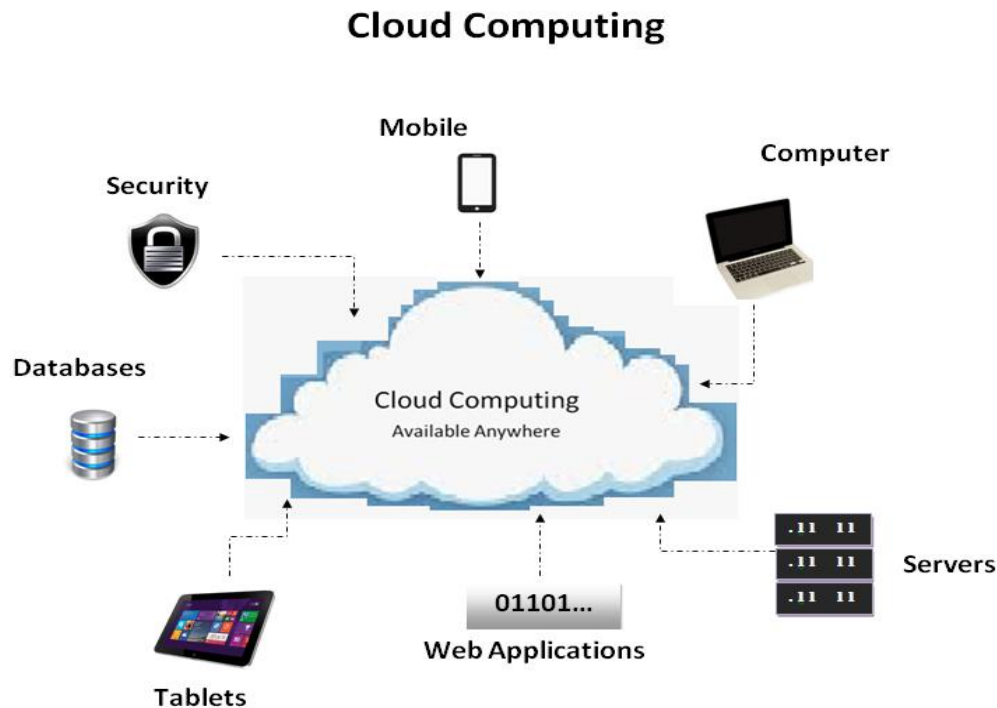 Cloud Computing
Mobile
Computer
Security
Databases
Cloud Computing
Available Anywhere
.11 11
.11 11
.11 11
Servers
01101...
Web Applications
Tablets